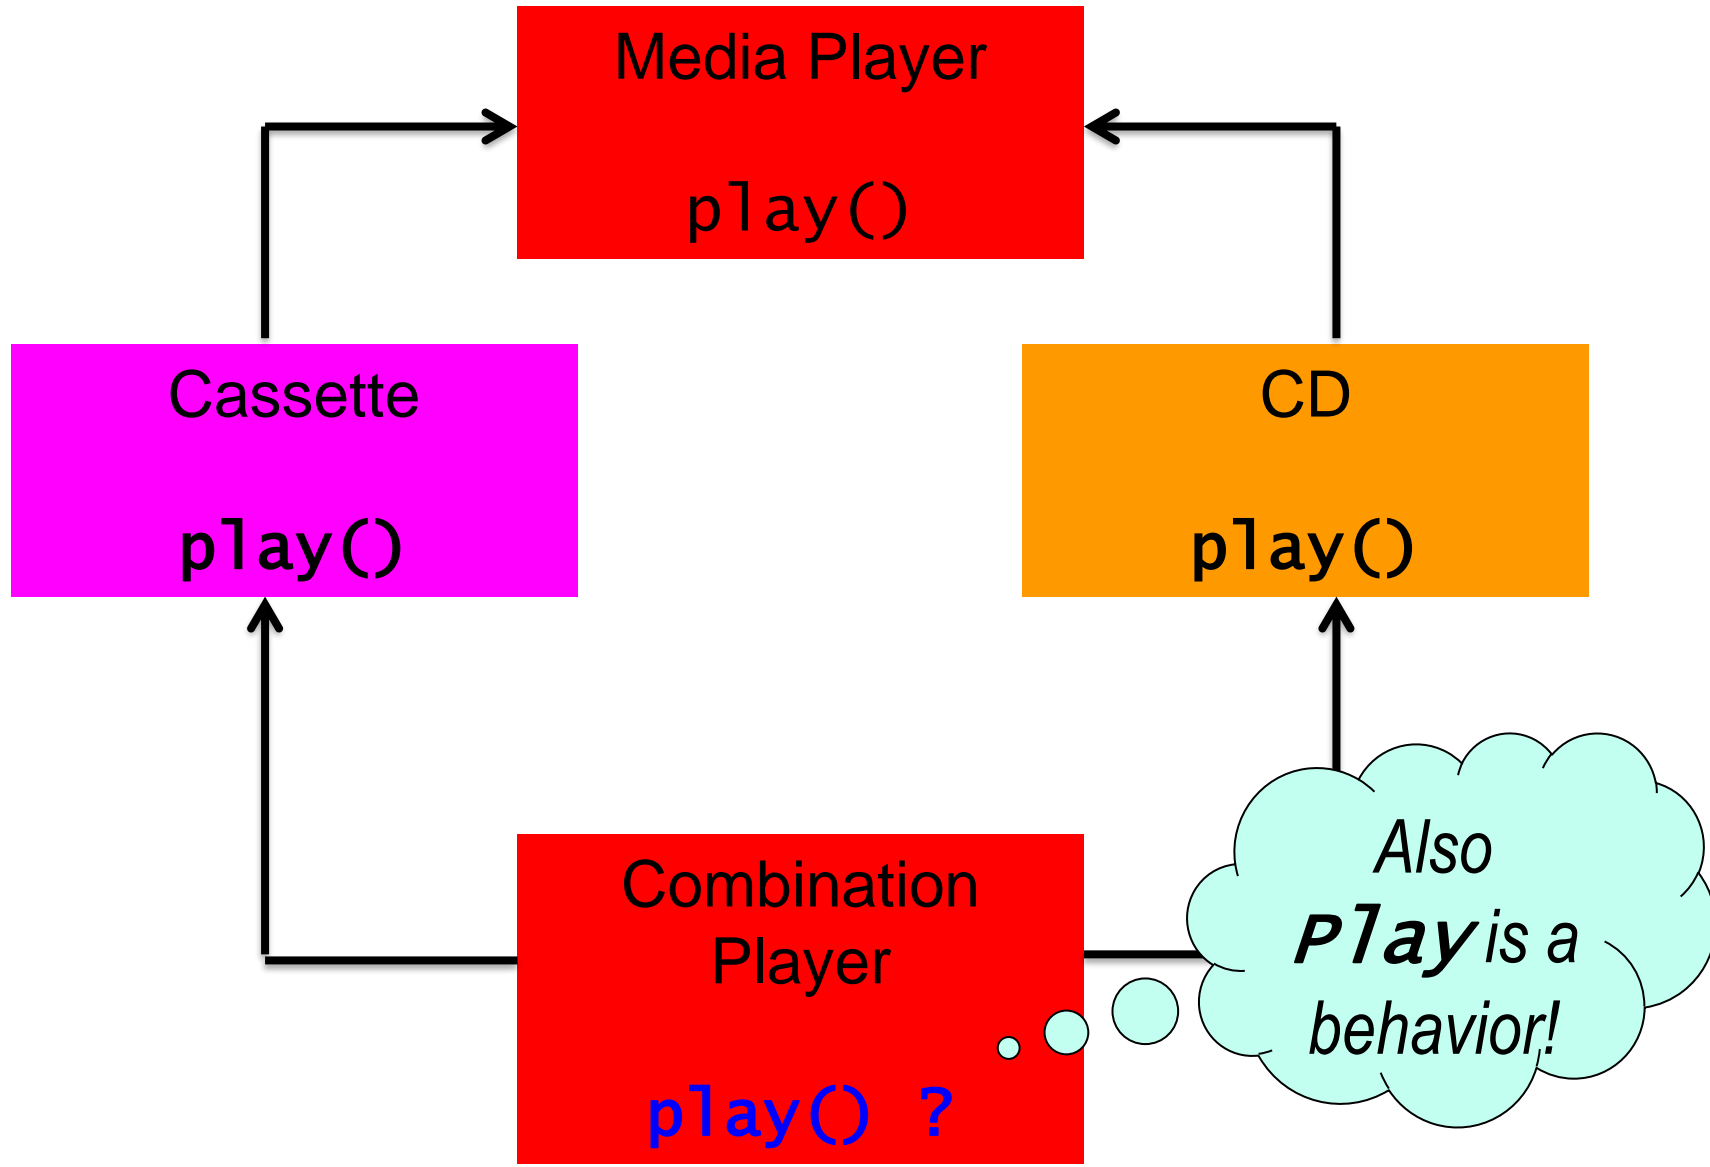 Media Player
play()
Cassette
play()
CD
play()
Combination
Player
play() ?
Also
Play is a
behavior!